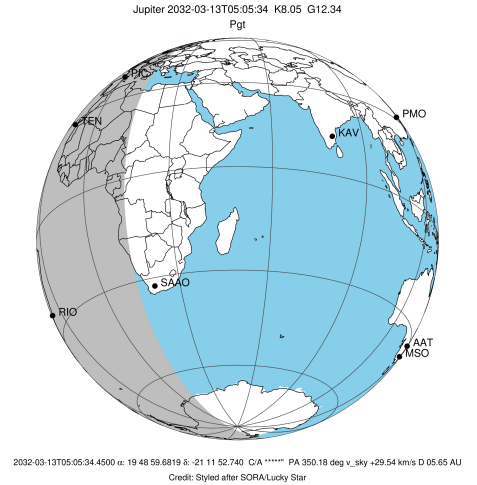 Jupiter 2032-03-13T05:05:34 K8.05 G12.34
Pgt
PIC
TEN
PMO
KAV
SAAO
RIO
AAT
MSO
2032-03-13T05:05:34.4500 α: 19 48 59.6819 δ: -21 11 52.740 C/A *****" PA 350.18 deg v_sky +29.54 km/s D 05.65 AU
Credit: Styled after SORA/Lucky Star